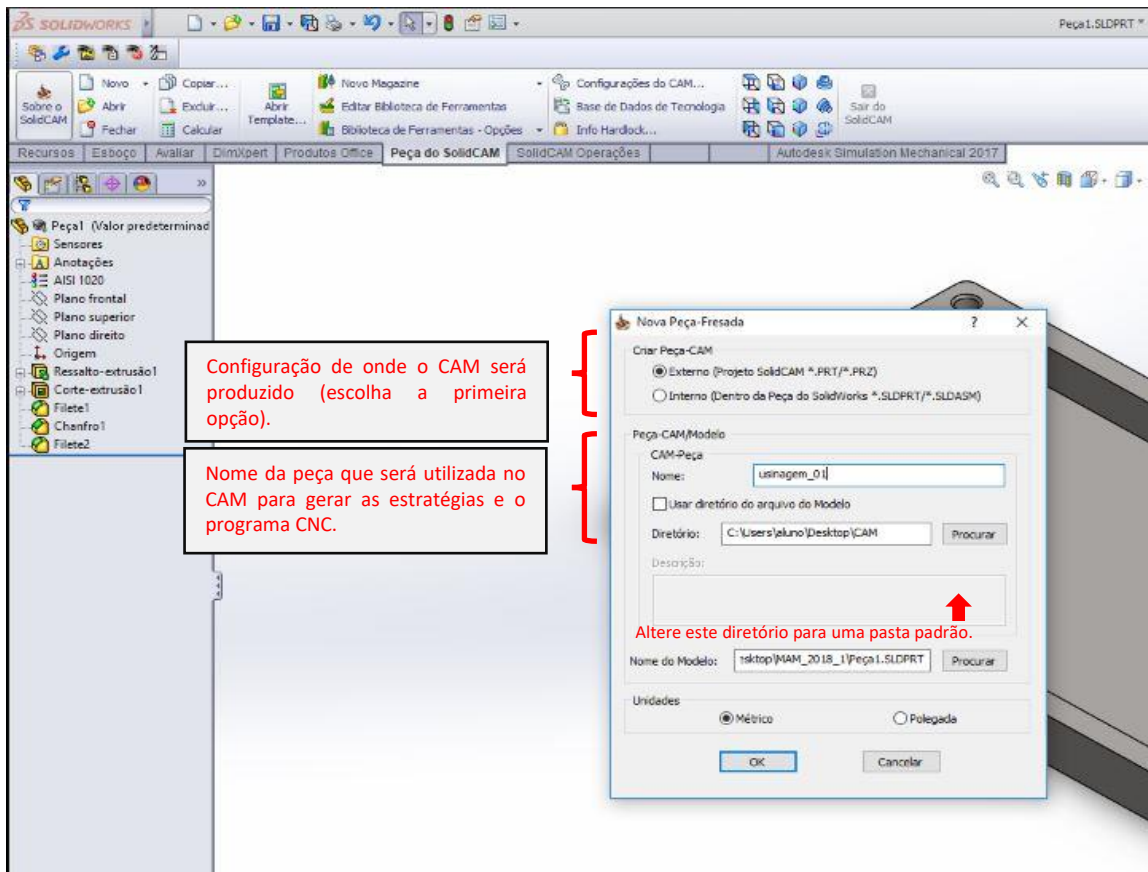 SOLIDWORKS
Peça1.SLDPRT *
Sobre o SolidCAM
Novo
Abrir
Fechar
Copiar...
Excluir...
Calcular
Abrir Template...
Novo Magazine
Editar Biblioteca de Ferramentas
Biblioteca de Ferramentas - Opções
Configurações do CAM...
Base de Dados de Tecnologia
Info Hardlock...
Sair do SolidCAM
Recursos Esboço Avaliar DimXpert Produtos Office Peça do SolidCAM SolidCAM Operações Autodesk Simulation Mechanical 2017
Peça1 (Valor predeterminad
Sensores
Anotações
AISI 1020
Plano frontal
Plano superior
Plano direito
Origem
Ressalto-extrusão1
Corte-extrusão1
Filete1
Chanfro1
Filete2
Configuração de onde o CAM será
produzido (escolha a primeira
opção).
Nome da peça que será utilizada no
CAM para gerar as estratégias e o
programa CNC.
Nova Peça-Fresada ?
Criar Peça-CAM
Externo (Projeto SolidCAM *.PRT/*.PRZ)
Interno (Dentro da Peça do SolidWorks *.SLDPRT/*.SLDASM)
Peça-CAM/Modelo
CAM-Peça
Nome: usinagem_01
Usar diretório do arquivo do Modelo
Diretório: C:\Users\aluno\Desktop\CAM Procurar
Descrição:
Altere este diretório para uma pasta padrão.
Nome do Modelo: esktop\MAM_2018_1\Peça1.SLDPRT Procurar
Unidades
Métrico Polegada
OK Cancelar